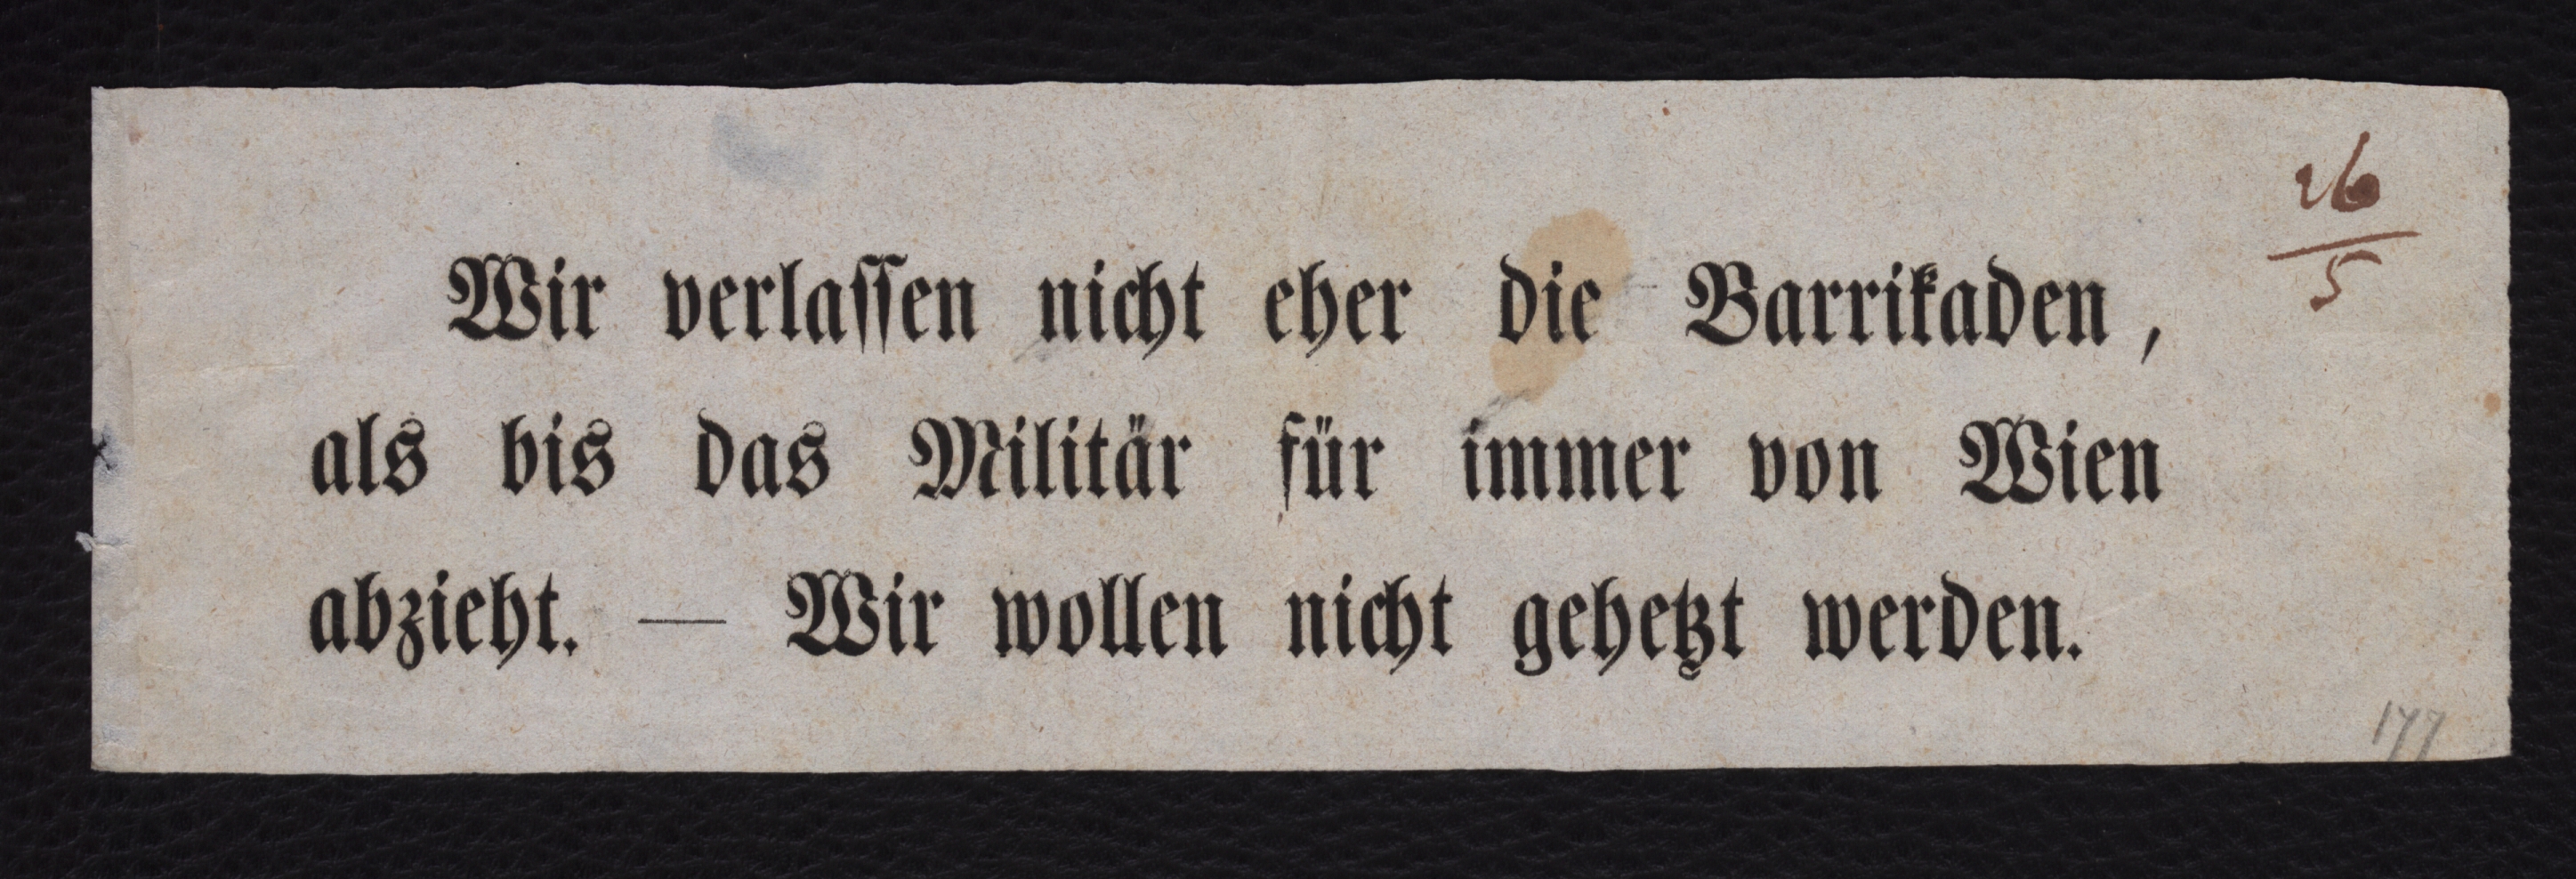 26
5
Wir verlassen nicht eher die Barrikaden,
als bis das Militär für immer von Wien
abzieht. — Wir wollen nicht gehetzt werden.
177